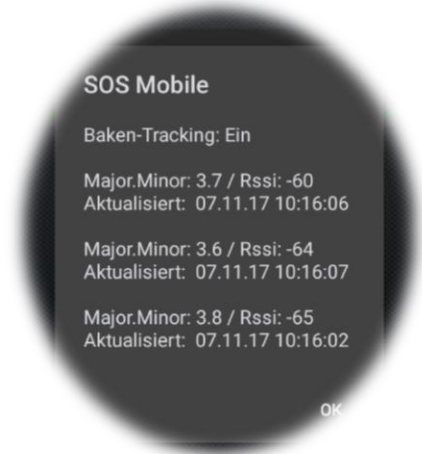 SOS Mobile
Baken-Tracking: Ein
Major.Minor: 3.7 / Rssi: -60
Aktualisiert: 07.11.17 10:16:06
Major.Minor: 3.6 / Rssi: -64
Aktualisiert: 07.11.17 10:16:07
Major.Minor: 3.8 / Rssi: -65
Aktualisiert: 07.11.17 10:16:02
OK